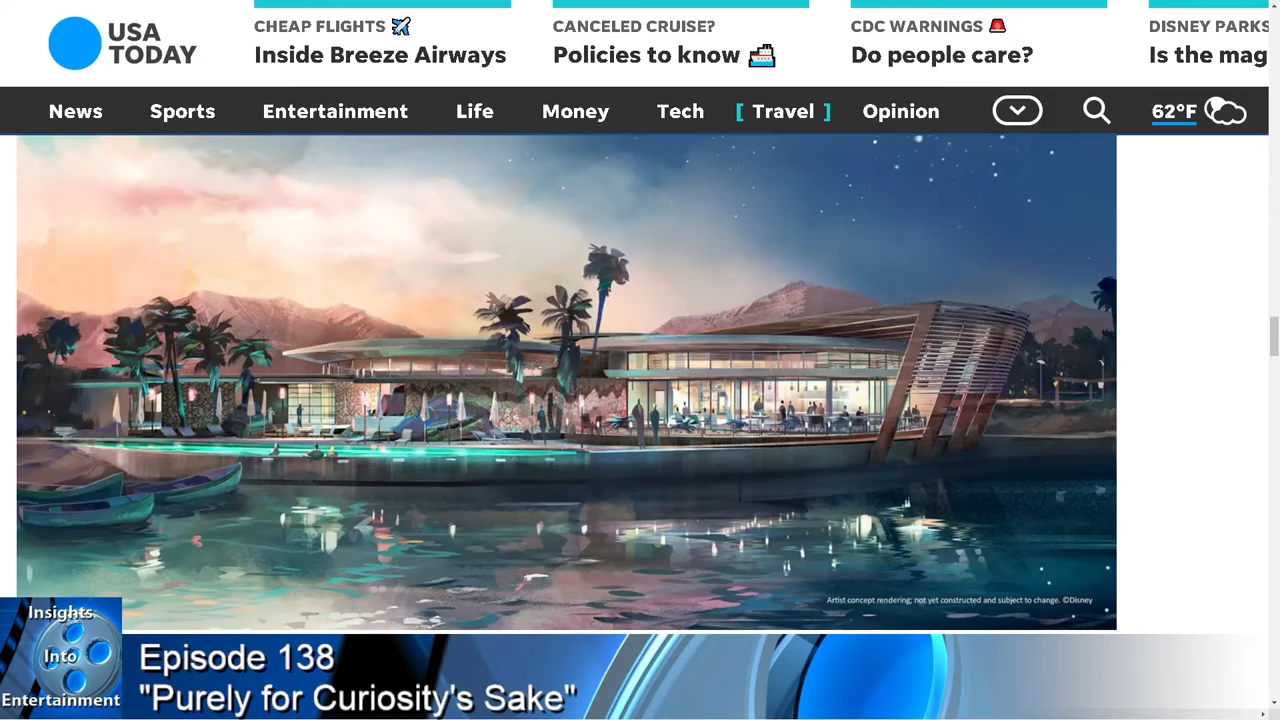 USA
TODAY
CHEAP FLIGHTS ✈️
Inside Breeze Airways
CANCELED CRUISE?
Policies to know 🚢
CDC WARNINGS 🚨
Do people care?
DISNEY PARKS
Is the mag
News Sports Entertainment Life Money Tech [ Travel ] Opinion 62°F
Artist concept rendering; not yet constructed and subject to change. ©Disney
Insights
Into
Entertainment
Episode 138
"Purely for Curiosity's Sake"